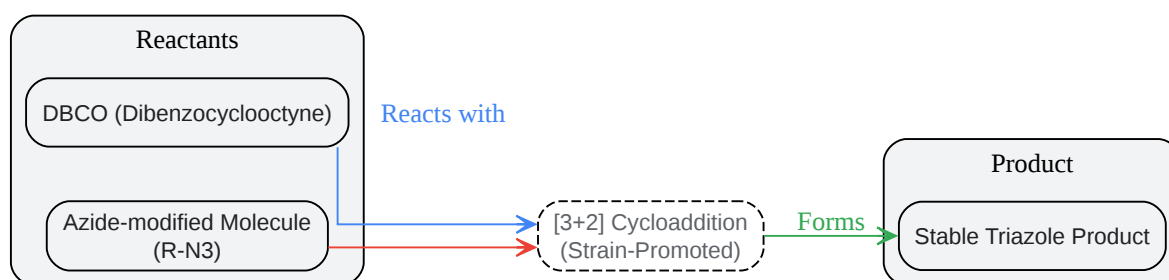 Reactants
DBCO (Dibenzocyclooctyne)
Reacts with
Azide-modified Molecule
(R-N3)
[3+2] Cycloaddition
(Strain-Promoted)
Forms
Product
Stable Triazole Product